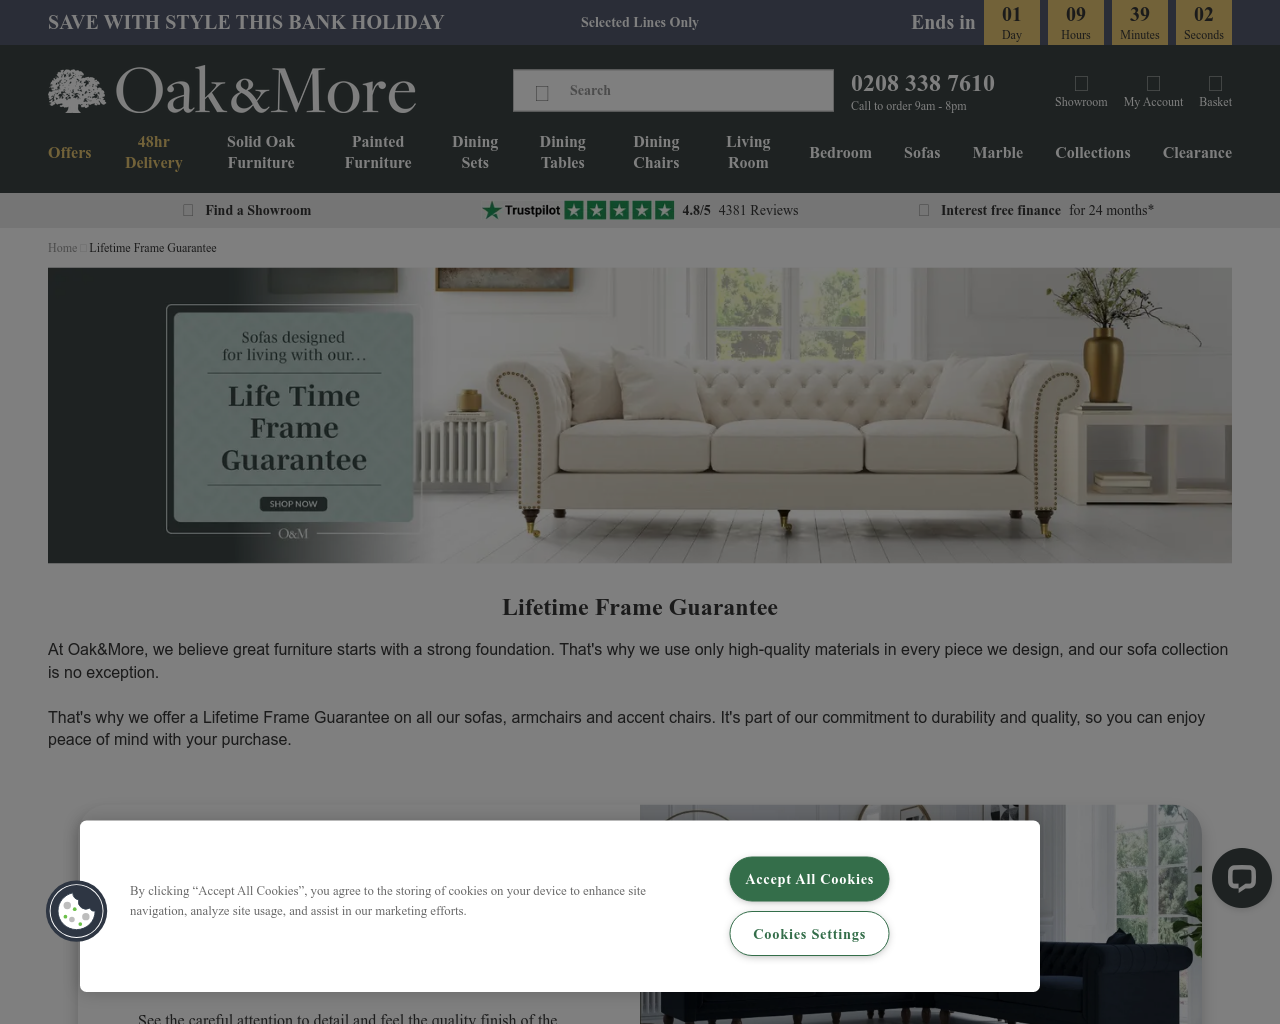 SAVE WITH STYLE THIS BANK HOLIDAY
Selected Lines Only
Ends in
01 Day
09 Hours
39 Minutes
02 Seconds
Oak&More
Search
0208 338 7610
Call to order 9am - 8pm
Showroom
My Account
Basket
Offers
48hr Delivery
Solid Oak Furniture
Painted Furniture
Dining Sets
Dining Tables
Dining Chairs
Living Room
Bedroom
Sofas
Marble
Collections
Clearance
Find a Showroom
Trustpilot 4.8/5 4381 Reviews
Interest free finance for 24 months*
Home Lifetime Frame Guarantee
Sofas designed
for living with our...
Life Time
Frame
Guarantee
SHOP NOW
O&M
Lifetime Frame Guarantee
At Oak&More, we believe great furniture starts with a strong foundation. That's why we use only high-quality materials in every piece we design, and our sofa collection
is no exception.
That's why we offer a Lifetime Frame Guarantee on all our sofas, armchairs and accent chairs. It's part of our commitment to durability and quality, so you can enjoy
peace of mind with your purchase.
By clicking “Accept All Cookies”, you agree to the storing of cookies on your device to enhance site
navigation, analyze site usage, and assist in our marketing efforts.
Accept All Cookies
Cookies Settings
See the careful attention to detail and feel the quality finish of the